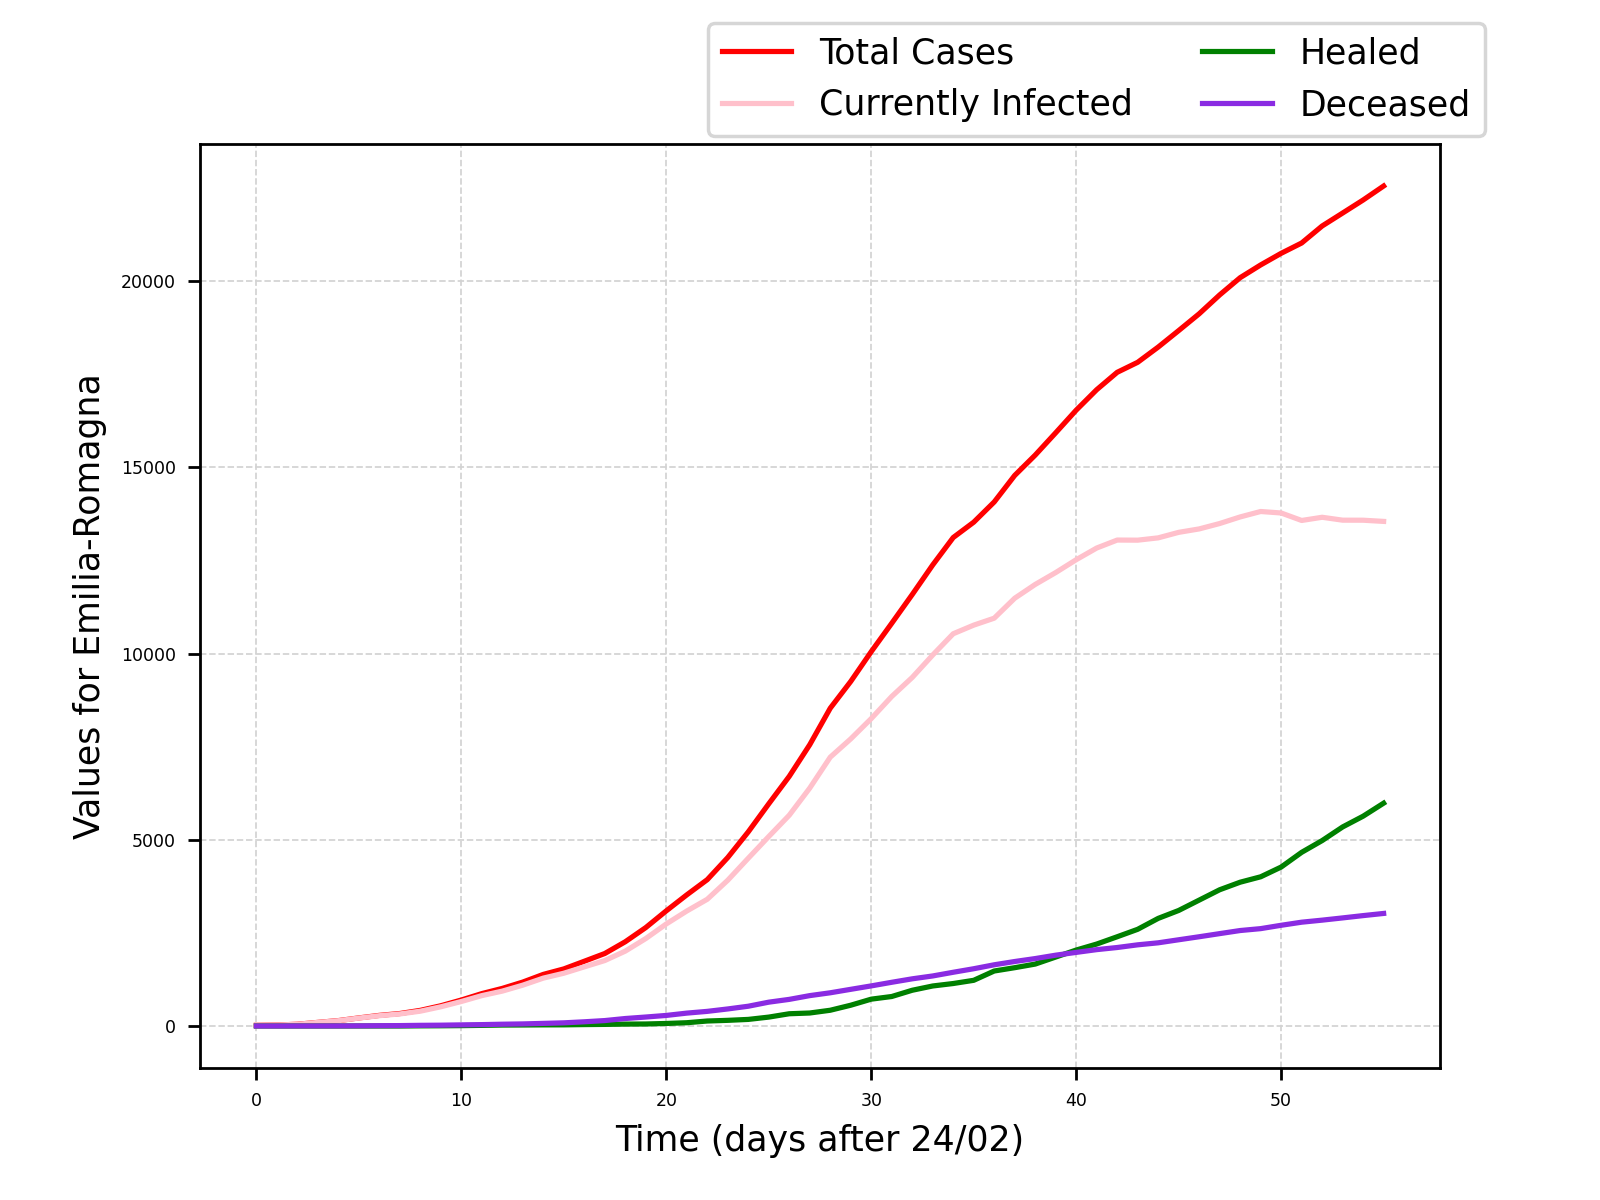 Total Cases
Currently Infected
Healed
Deceased
Values for Emilia-Romagna
20000
15000
10000
5000
0
0 10 20 30 40 50
Time (days after 24/02)